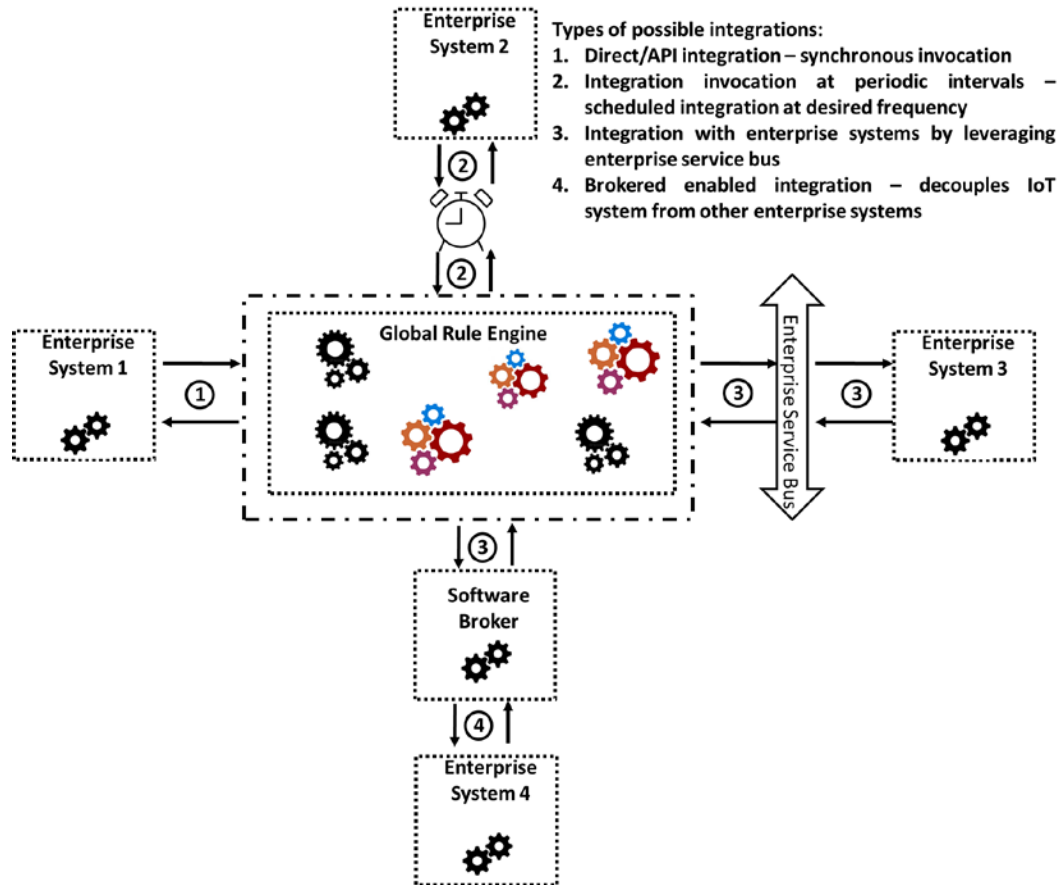 Enterprise
System 2
Types of possible integrations:
1. Direct/API integration – synchronous invocation
2. Integration invocation at periodic intervals –
scheduled integration at desired frequency
3. Integration with enterprise systems by leveraging
enterprise service bus
4. Brokered enabled integration – decouples IoT
system from other enterprise systems
2
2
Global Rule Engine
Enterprise
System 1
1
3
Enterprise Service Bus
3
Enterprise
System 3
3
Software
Broker
4
Enterprise
System 4